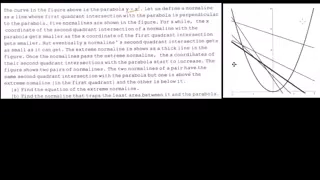 The curve in the figure above is the parabola y = x². Let us define a normaline
as a line whose first quadrant intersection with the parabola is perpendicular
to the parabola. Five normalines are shown in the figure. For a while, the x
coordinate of the second quadrant intersection of a normaline with the
parabola gets smaller as the x coordinate of the first quadrant intersection
gets smaller. But eventually a normaline's second quadrant intersection gets
as small as it can get. The extreme normaline is shown as a thick line in the
figure. Once the normalines pass the extreme normaline, the x coordinates of
their second quadrant intersections with the parabola start to increase. The
figure shows two pairs of normalines. The two normalines of a pair have the
same second quadrant intersection with the parabola but one is above the
extreme normaline (in the first quadrant) and the other is below it.
(a) Find the equation of the extreme normaline.
(b) Find the normaline that traps the least area between it and the parabola.